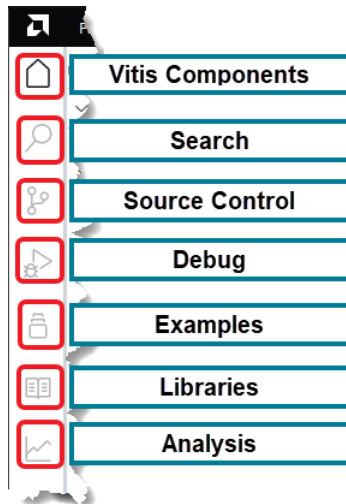 Vitis Components
Search
Source Control
Debug
Examples
Libraries
Analysis